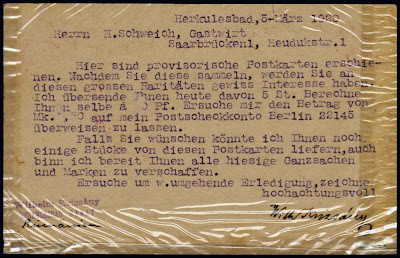 Herkulesbad,5-März 1920
Herrn H.Schweich, Gastwirt
Saarbrücken1, Heudukstr.1
Hier sind provisorische Postkarten erschie-
nen. Nachdem Sie diese sammeln, werden Sie an
diesen grossen Raritäten gewiss Interesse haben.
Ich übersende Ihnen heute davon 5 St. Berechne
Ihnen selbe à Pf. Ersuche mir den Betrag von
Mk. 50 auf mein Postscheckkonto Berlin 22145
überweisen zu lassen.
Falls Sie wünschen könnte ich Ihnen noch
einige Stücke von diesen Postkarten liefern,auch
binn ich bereit Ihnen alle hiesige Ganzsachen
und Marken zu verschaffen.
Ersuche um w.umgehende Erledigung,zeichne
hochachtungsvoll
Wilhelm